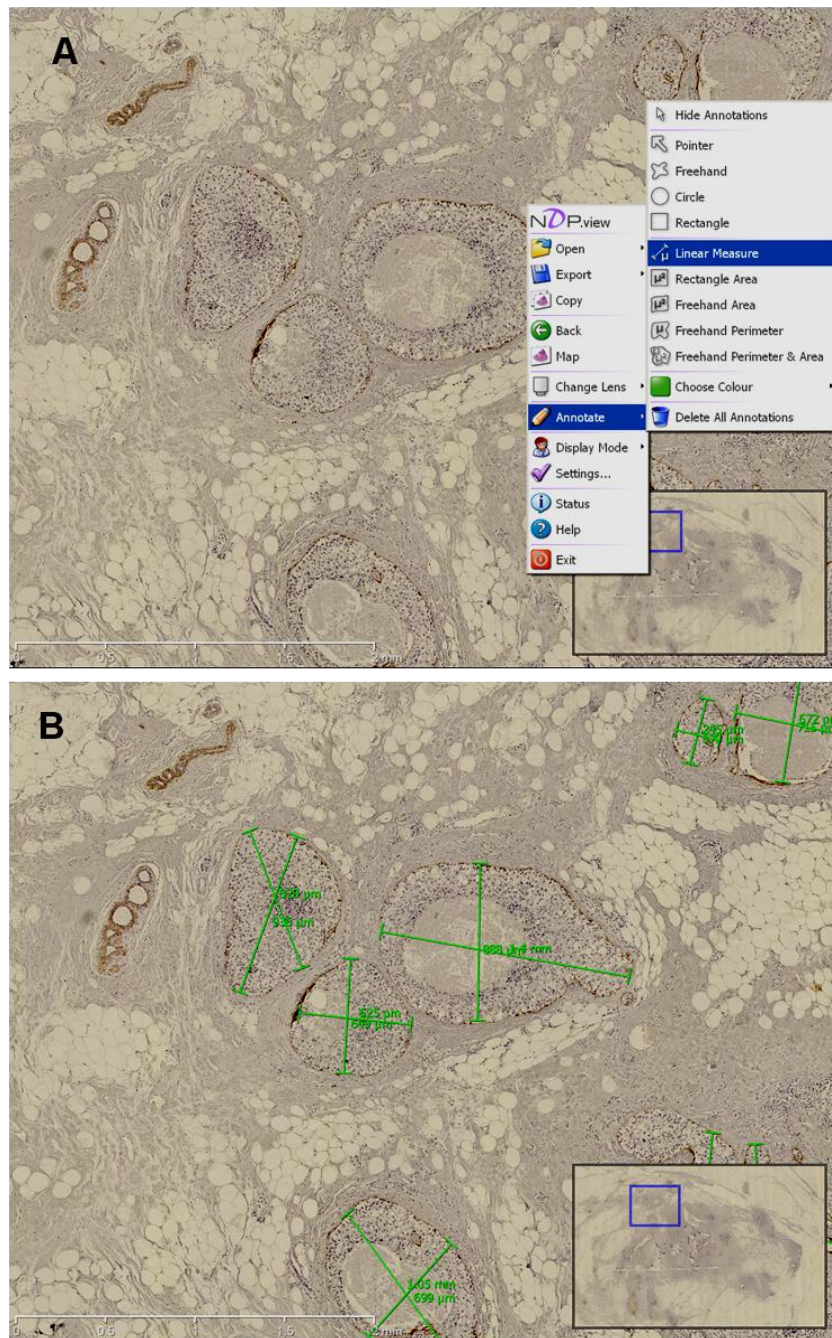 A
Hide Annotations
Pointer
Freehand
Circle
Rectangle
Linear Measure
Rectangle Area
Freehand Area
Freehand Perimeter
Freehand Perimeter & Area
Choose Colour
Delete All Annotations
NDP.view
Open
Export
Copy
Back
Map
Change Lens
Annotate
Display Mode
Settings...
Status
Help
Exit
0 0.5 1 1.5 2 mm
B
625 µm
1.05 mm
699 µm
0 0.5 1 1.5 2 mm